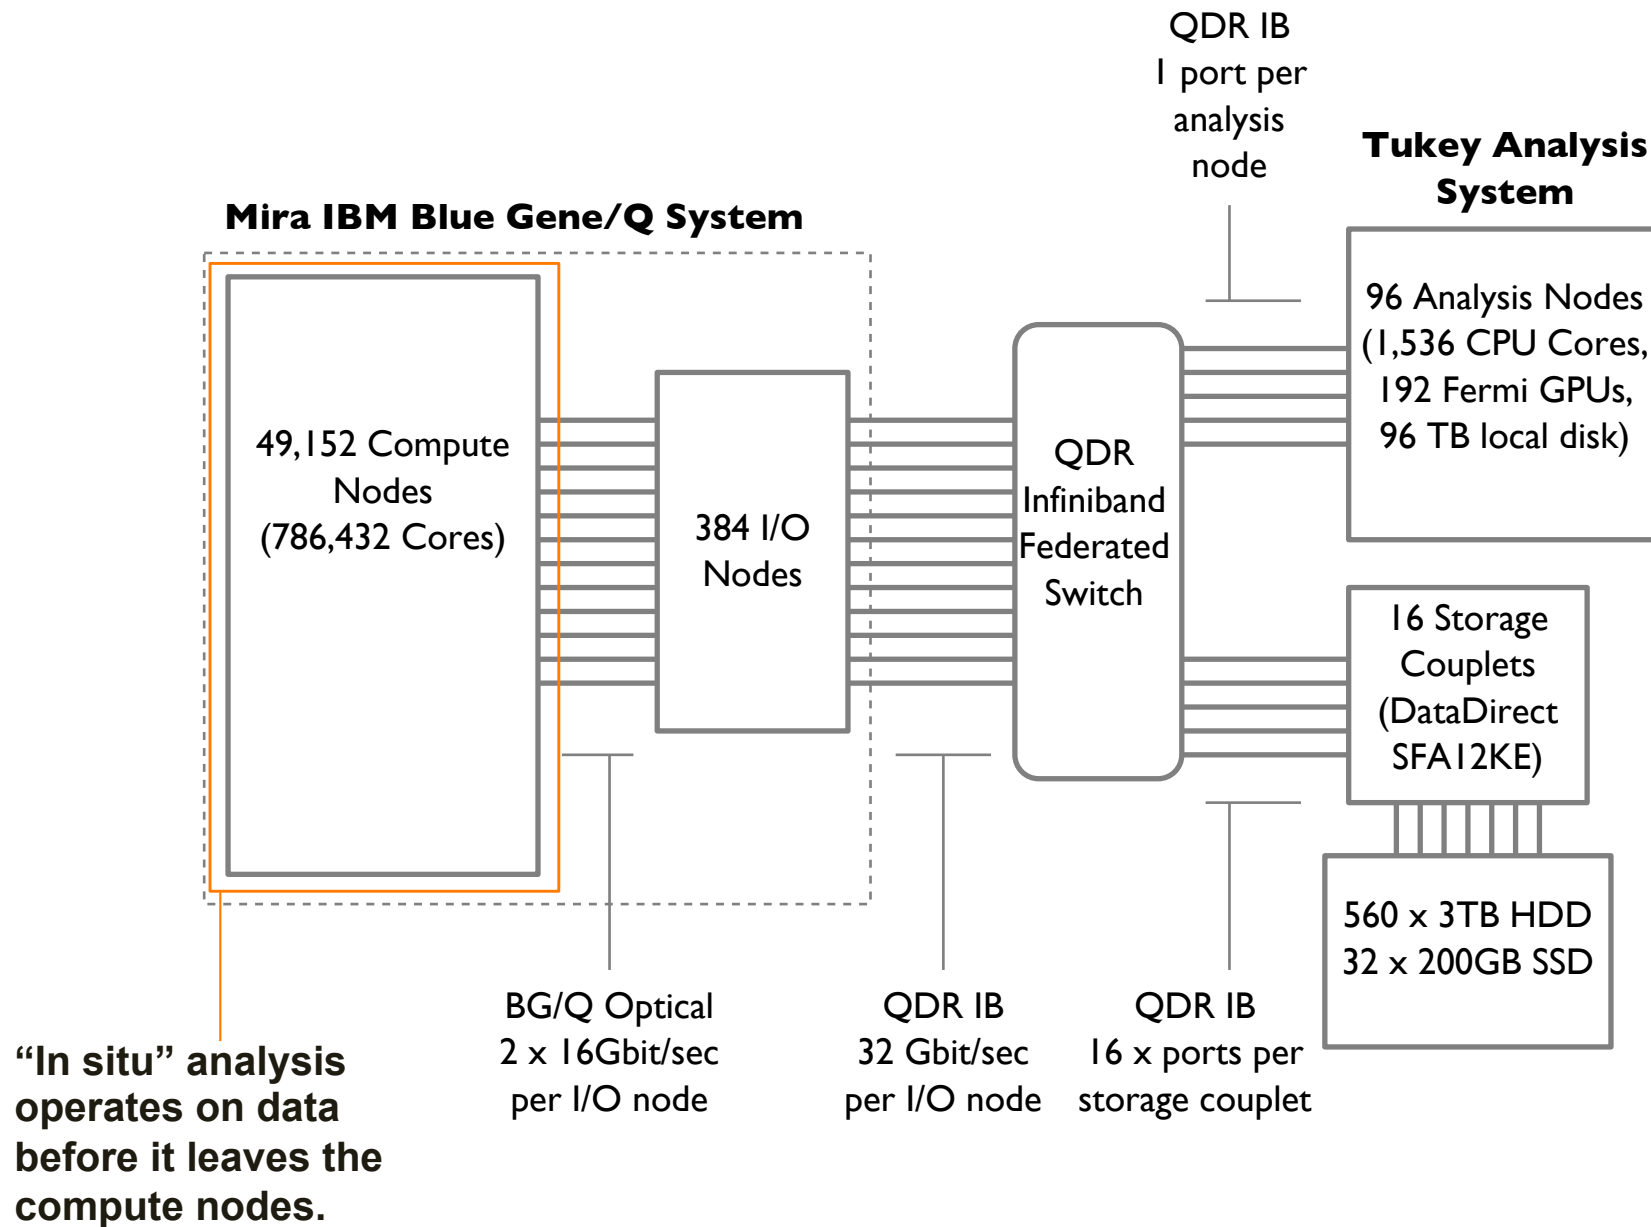 QDR IB
1 port per
analysis
node
Tukey Analysis
System
Mira IBM Blue Gene/Q System
96 Analysis Nodes
(1,536 CPU Cores,
192 Fermi GPUs,
96 TB local disk)
49,152 Compute
Nodes
(786,432 Cores)
384 I/O
Nodes
QDR
Infiniband
Federated
Switch
16 Storage
Couplets
(DataDirect
SFA12KE)
560 x 3TB HDD
32 x 200GB SSD
BG/Q Optical
2 x 16Gbit/sec
per I/O node
QDR IB
32 Gbit/sec
per I/O node
QDR IB
16 x ports per
storage couplet
“In situ” analysis
operates on data
before it leaves the
compute nodes.